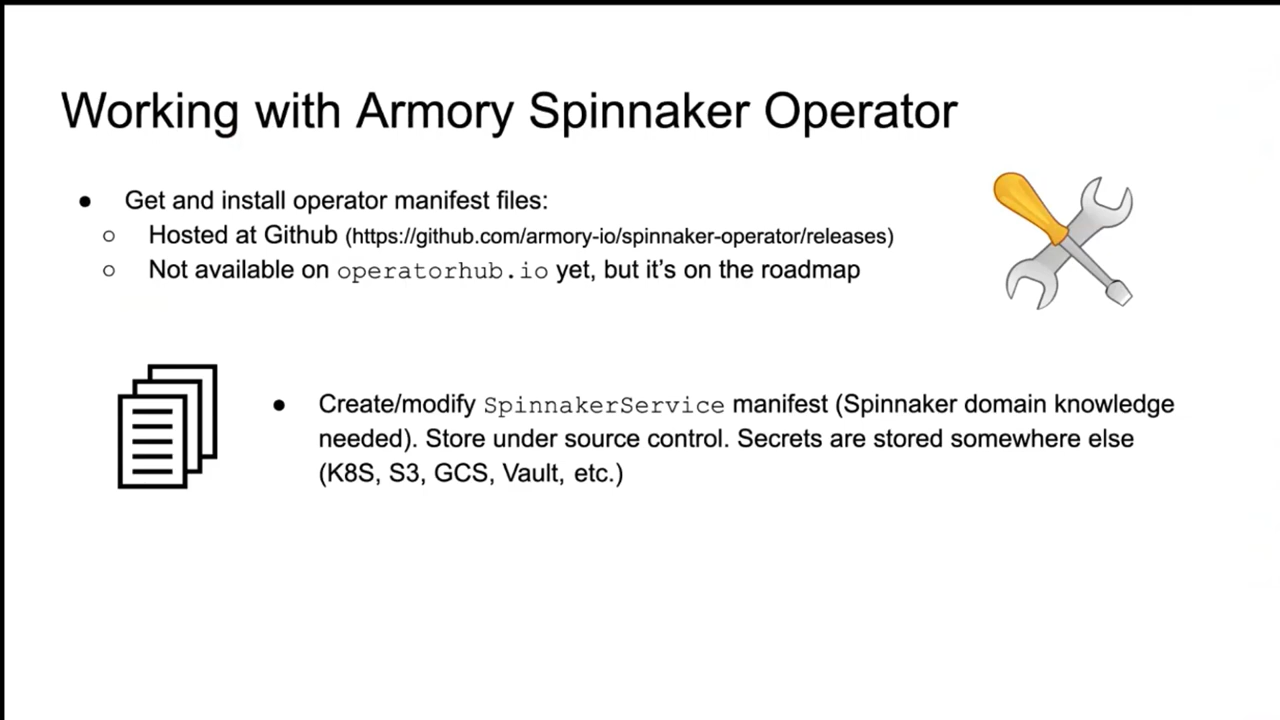 Working with Armory Spinnaker Operator
● Get and install operator manifest files:
○ Hosted at Github (https://github.com/armory-io/spinnaker-operator/releases)
○ Not available on operatorhub.io yet, but it’s on the roadmap
● Create/modify SpinnakerService manifest (Spinnaker domain knowledge
needed). Store under source control. Secrets are stored somewhere else
(K8S, S3, GCS, Vault, etc.)